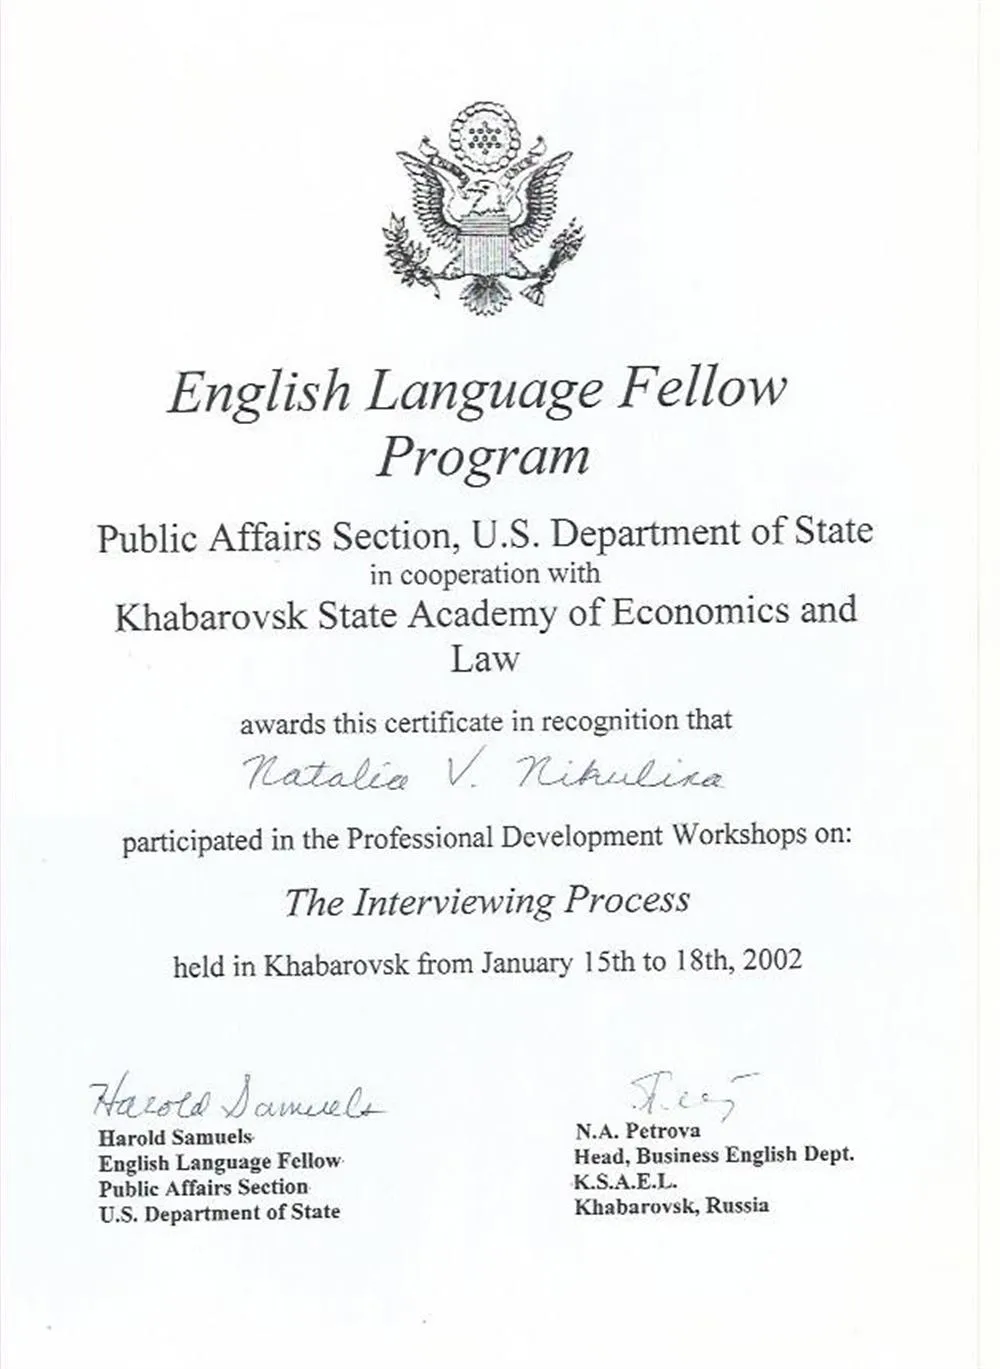 English Language Fellow
Program
Public Affairs Section, U.S. Department of State
in cooperation with
Khabarovsk State Academy of Economics and
Law
awards this certificate in recognition that
Natalia V. Nikulina
participated in the Professional Development Workshops on:
The Interviewing Process
held in Khabarovsk from January 15th to 18th, 2002
Harold Samuels
Harold Samuels
English Language Fellow
Public Affairs Section
U.S. Department of State
N.A. Petrova
Head, Business English Dept.
K.S.A.E.L.
Khabarovsk, Russia